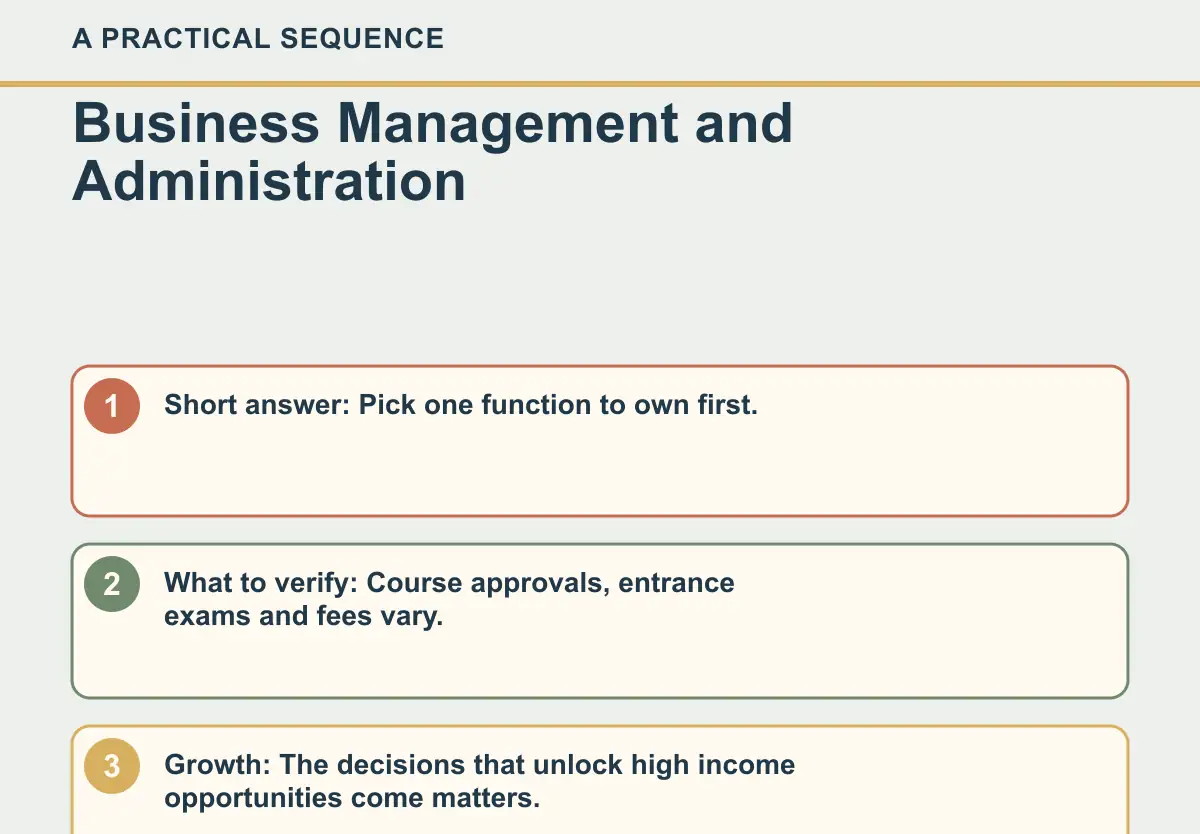 A PRACTICAL SEQUENCE
Business Management and
Administration
1
Short answer: Pick one function to own first.
2
What to verify: Course approvals, entrance
exams and fees vary.
3
Growth: The decisions that unlock high income
opportunities come matters.